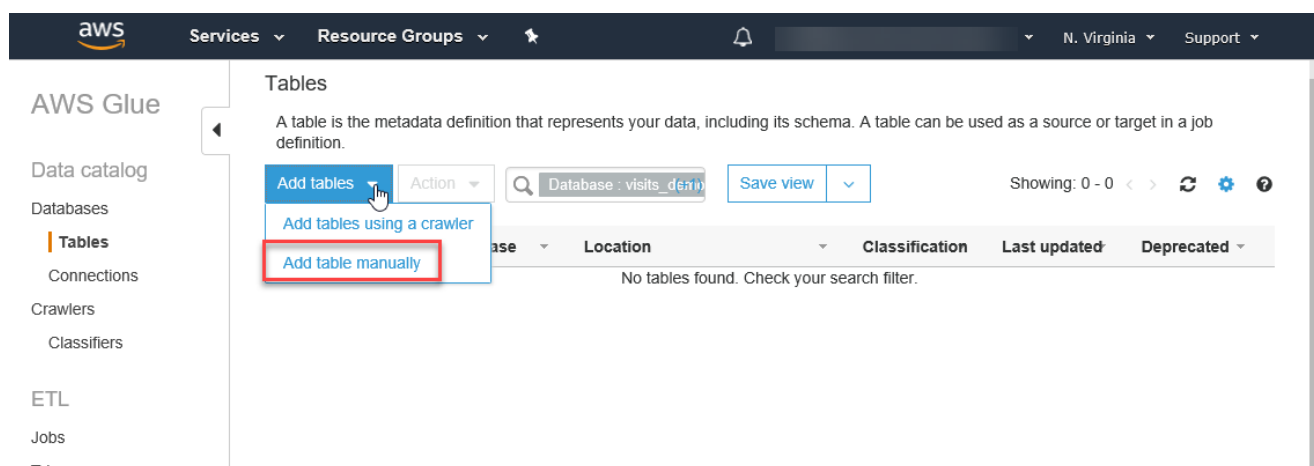 aws Services Resource Groups N. Virginia Support
AWS Glue
Data catalog
Databases
Tables
Connections
Crawlers
Classifiers
ETL
Jobs
Tables
A table is the metadata definition that represents your data, including its schema. A table can be used as a source or target in a job
definition.
Add tables Action Database : visits_demo (+1) Save view Showing: 0 - 0
Add tables using a crawler
Add table manually
Location Classification Last updated Deprecated
No tables found. Check your search filter.